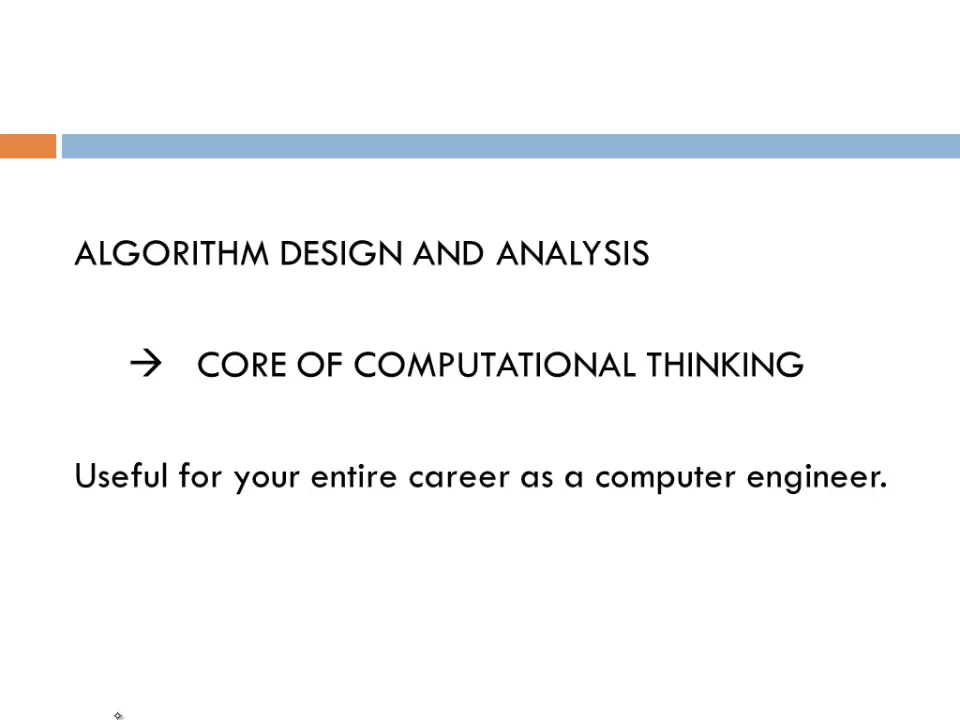 ALGORITHM DESIGN AND ANALYSIS
→ CORE OF COMPUTATIONAL THINKING
Useful for your entire career as a computer engineer.